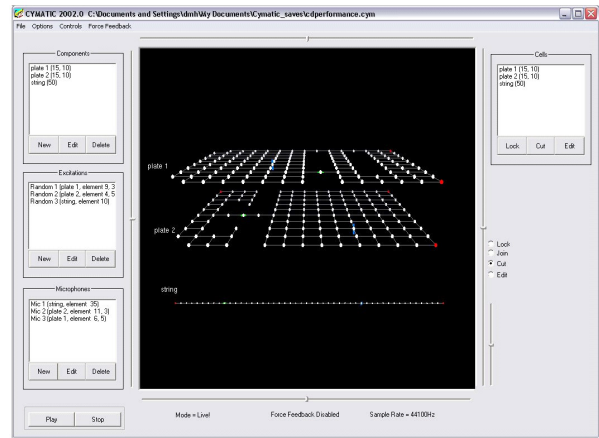 CYMATIC 2002.0 C:\Documents and Settings\dmh\My Documents\Cymatic_saves\cdperformance.cym
File Options Controls Force Feedback
Components
plate 1 (15, 10)
plate 2 (15, 10)
string (50)
New Edit Delete
Excitations
Random 1 (plate 1, element 9, 3
Random 2 (plate 2, element 4, 5
Random 3 (string, element 10)
New Edit Delete
Microphones
Mic 1 (string, element 35)
Mic 2 (plate 2, element 11, 3)
Mic 3 (plate 1, element 6, 5)
New Edit Delete
Play Stop
plate 1
plate 2
string
Mode = Live!
Force Feedback Disabled
Sample Rate = 44100Hz
Cells
plate 1 (15, 10)
plate 2 (15, 10)
string (50)
Lock Cut Edit
Lock
Join
Cut
Edit